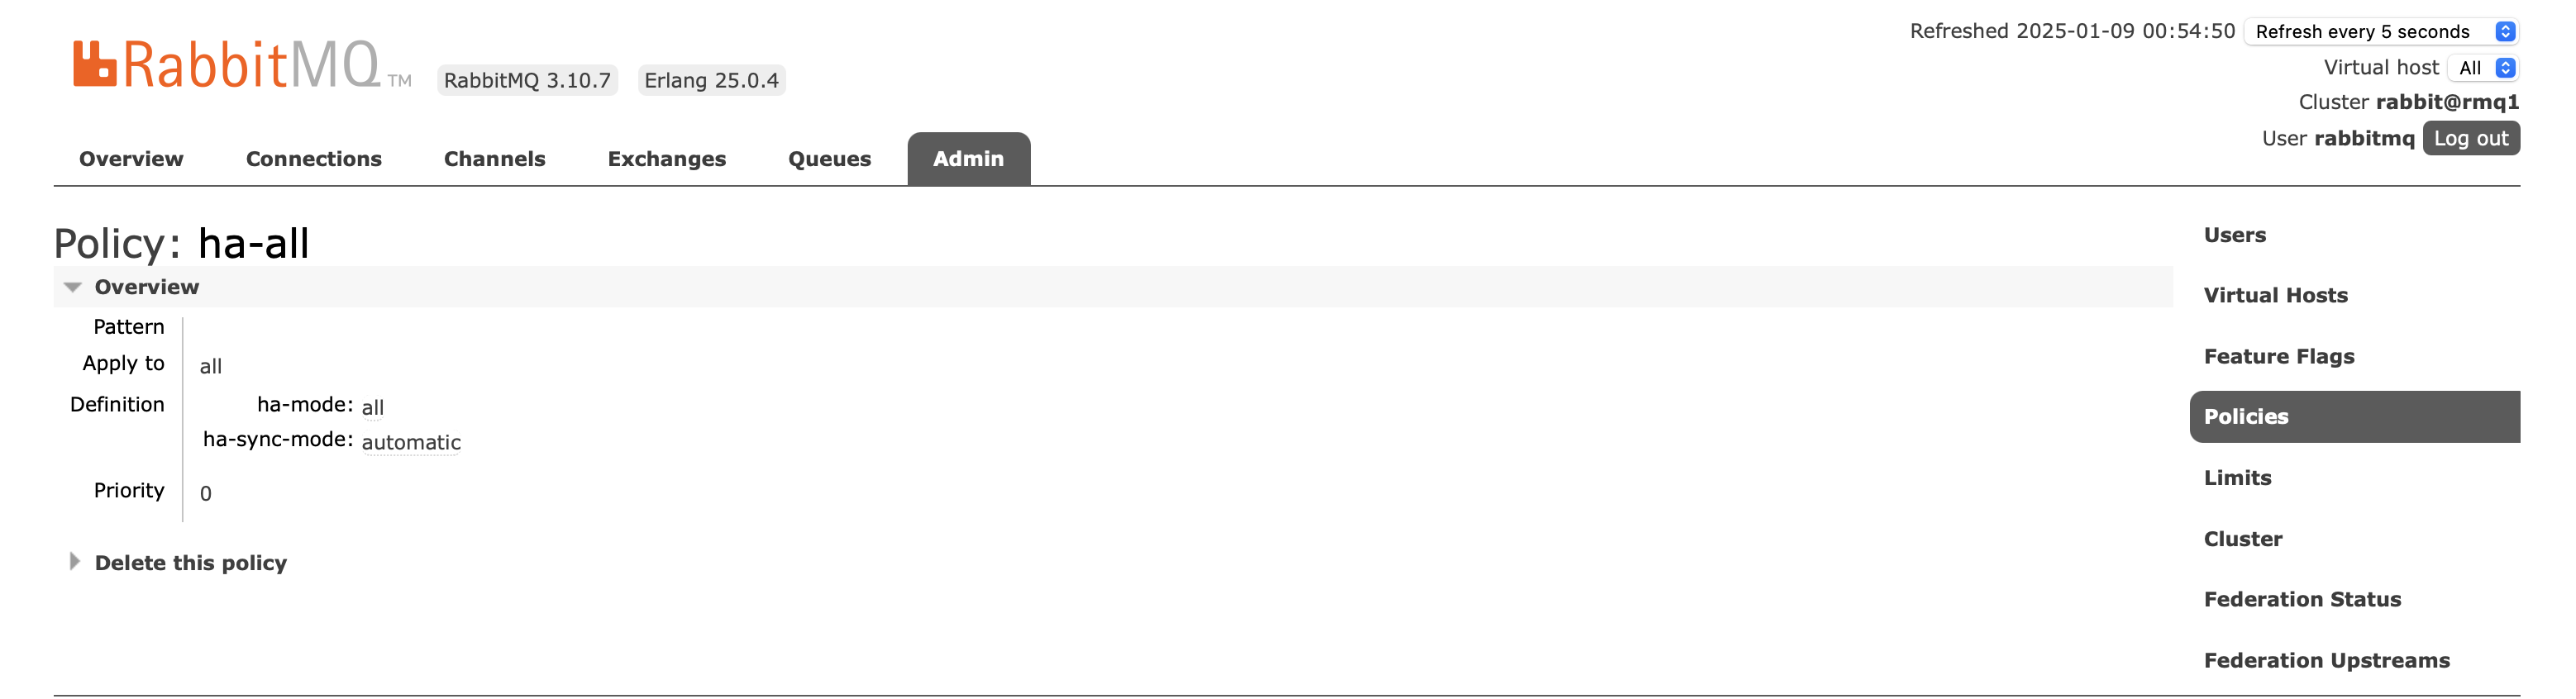 Refreshed 2025-01-09 00:54:50 Refresh every 5 seconds
RabbitMQ TM RabbitMQ 3.10.7 Erlang 25.0.4
Virtual host All
Cluster rabbit@rmq1
User rabbitmq Log out
Overview Connections Channels Exchanges Queues Admin
Policy: ha-all
Overview
Pattern
Apply to all
Definition ha-mode: all
ha-sync-mode: automatic
Priority 0
Delete this policy
Users
Virtual Hosts
Feature Flags
Policies
Limits
Cluster
Federation Status
Federation Upstreams